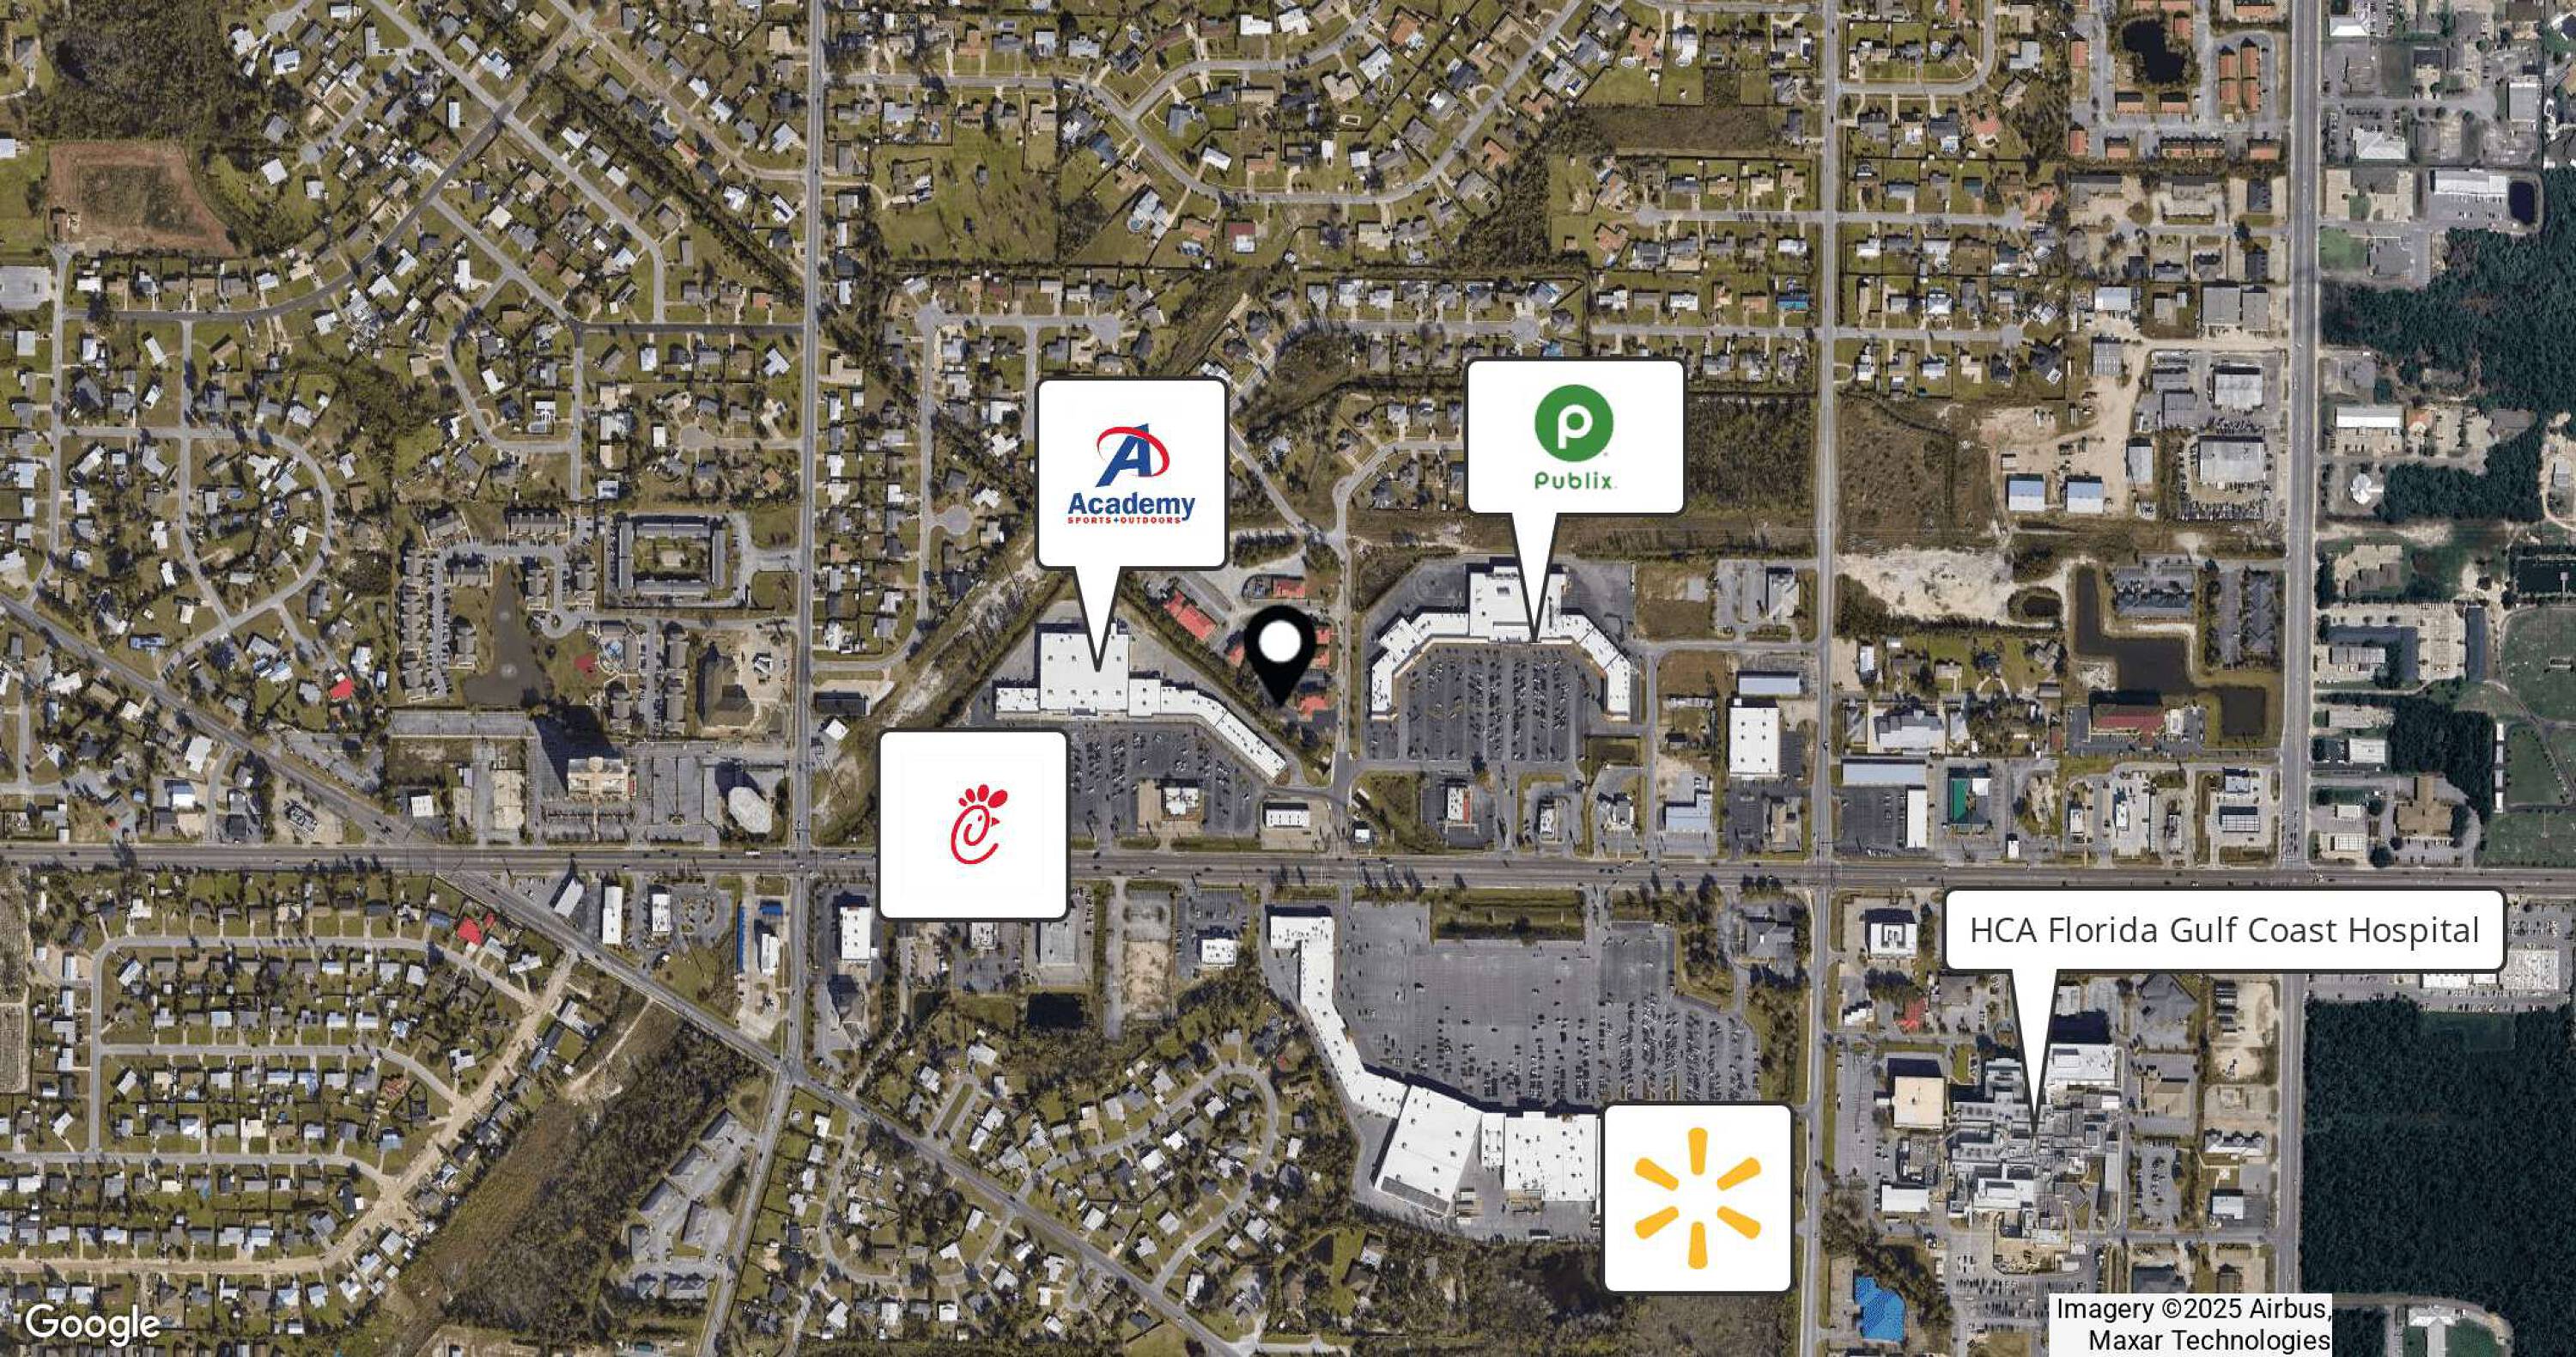 Academy
SPORTS+OUTDOORS
Publix
HCA Florida Gulf Coast Hospital
Google
Imagery ©2025 Airbus,
Maxar Technologies